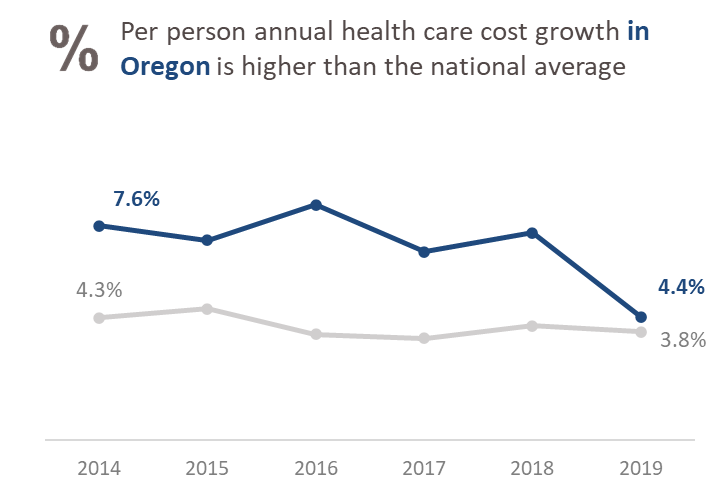 %
Per person annual health care cost growth in
Oregon is higher than the national average
7.6%
4.3%
4.4%
3.8%
2014 2015 2016 2017 2018 2019